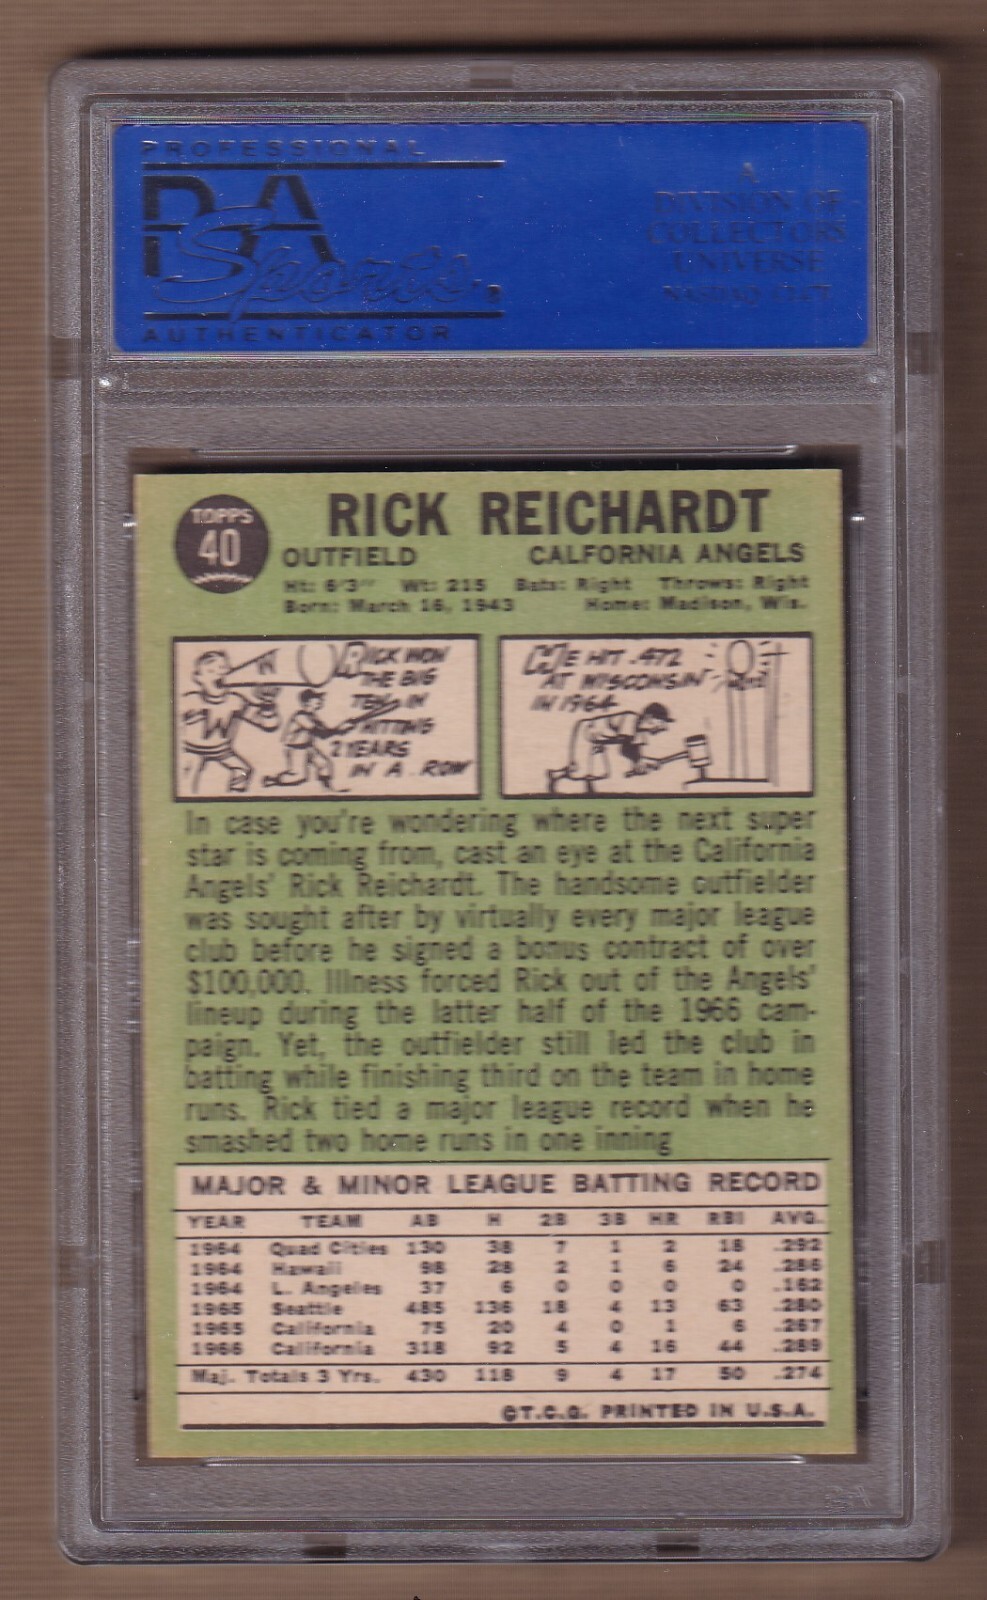 PROFESSIONAL
PSA
Sports®
AUTHENTICATOR
A
DIVISION OF
COLLECTORS
UNIVERSE
NASDAQ: CLCT
TOPPS
40
RICK REICHARDT
OUTFIELD CALFORNIA ANGELS
Ht: 6'3" Wt: 215 Bats: Right Throws: Right
Born: March 16, 1943 Home: Madison, Wis.
RICK WON
THE BIG
TEN IN
HITTING
2 YEARS
IN A ROW
W
W
HE HIT .472
AT WISCONSIN
IN 1964
In case you're wondering where the next super
star is coming from, cast an eye at the California
Angels' Rick Reichardt. The handsome outfielder
was sought after by virtually every major league
club before he signed a bonus contract of over
$100,000. Illness forced Rick out of the Angels'
lineup during the latter half of the 1966 cam-
paign. Yet, the outfielder still led the club in
batting while finishing third on the team in home
runs. Rick tied a major league record when he
smashed two home runs in one inning
MAJOR & MINOR LEAGUE BATTING RECORD
YEAR TEAM AB H 2B 3B HR RBI AVG.
1964 Quad Cities 130 38 7 1 2 18 .292
1964 Hawaii 98 28 2 1 6 24 .286
1964 L. Angeles 37 6 0 0 0 0 .162
1965 Seattle 485 136 18 4 13 63 .280
1965 California 75 20 4 0 1 6 .267
1966 California 318 92 5 4 16 44 .289
Maj. Totals 3 Yrs. 430 118 9 4 17 50 .274
©T.C.G. PRINTED IN U.S.A.